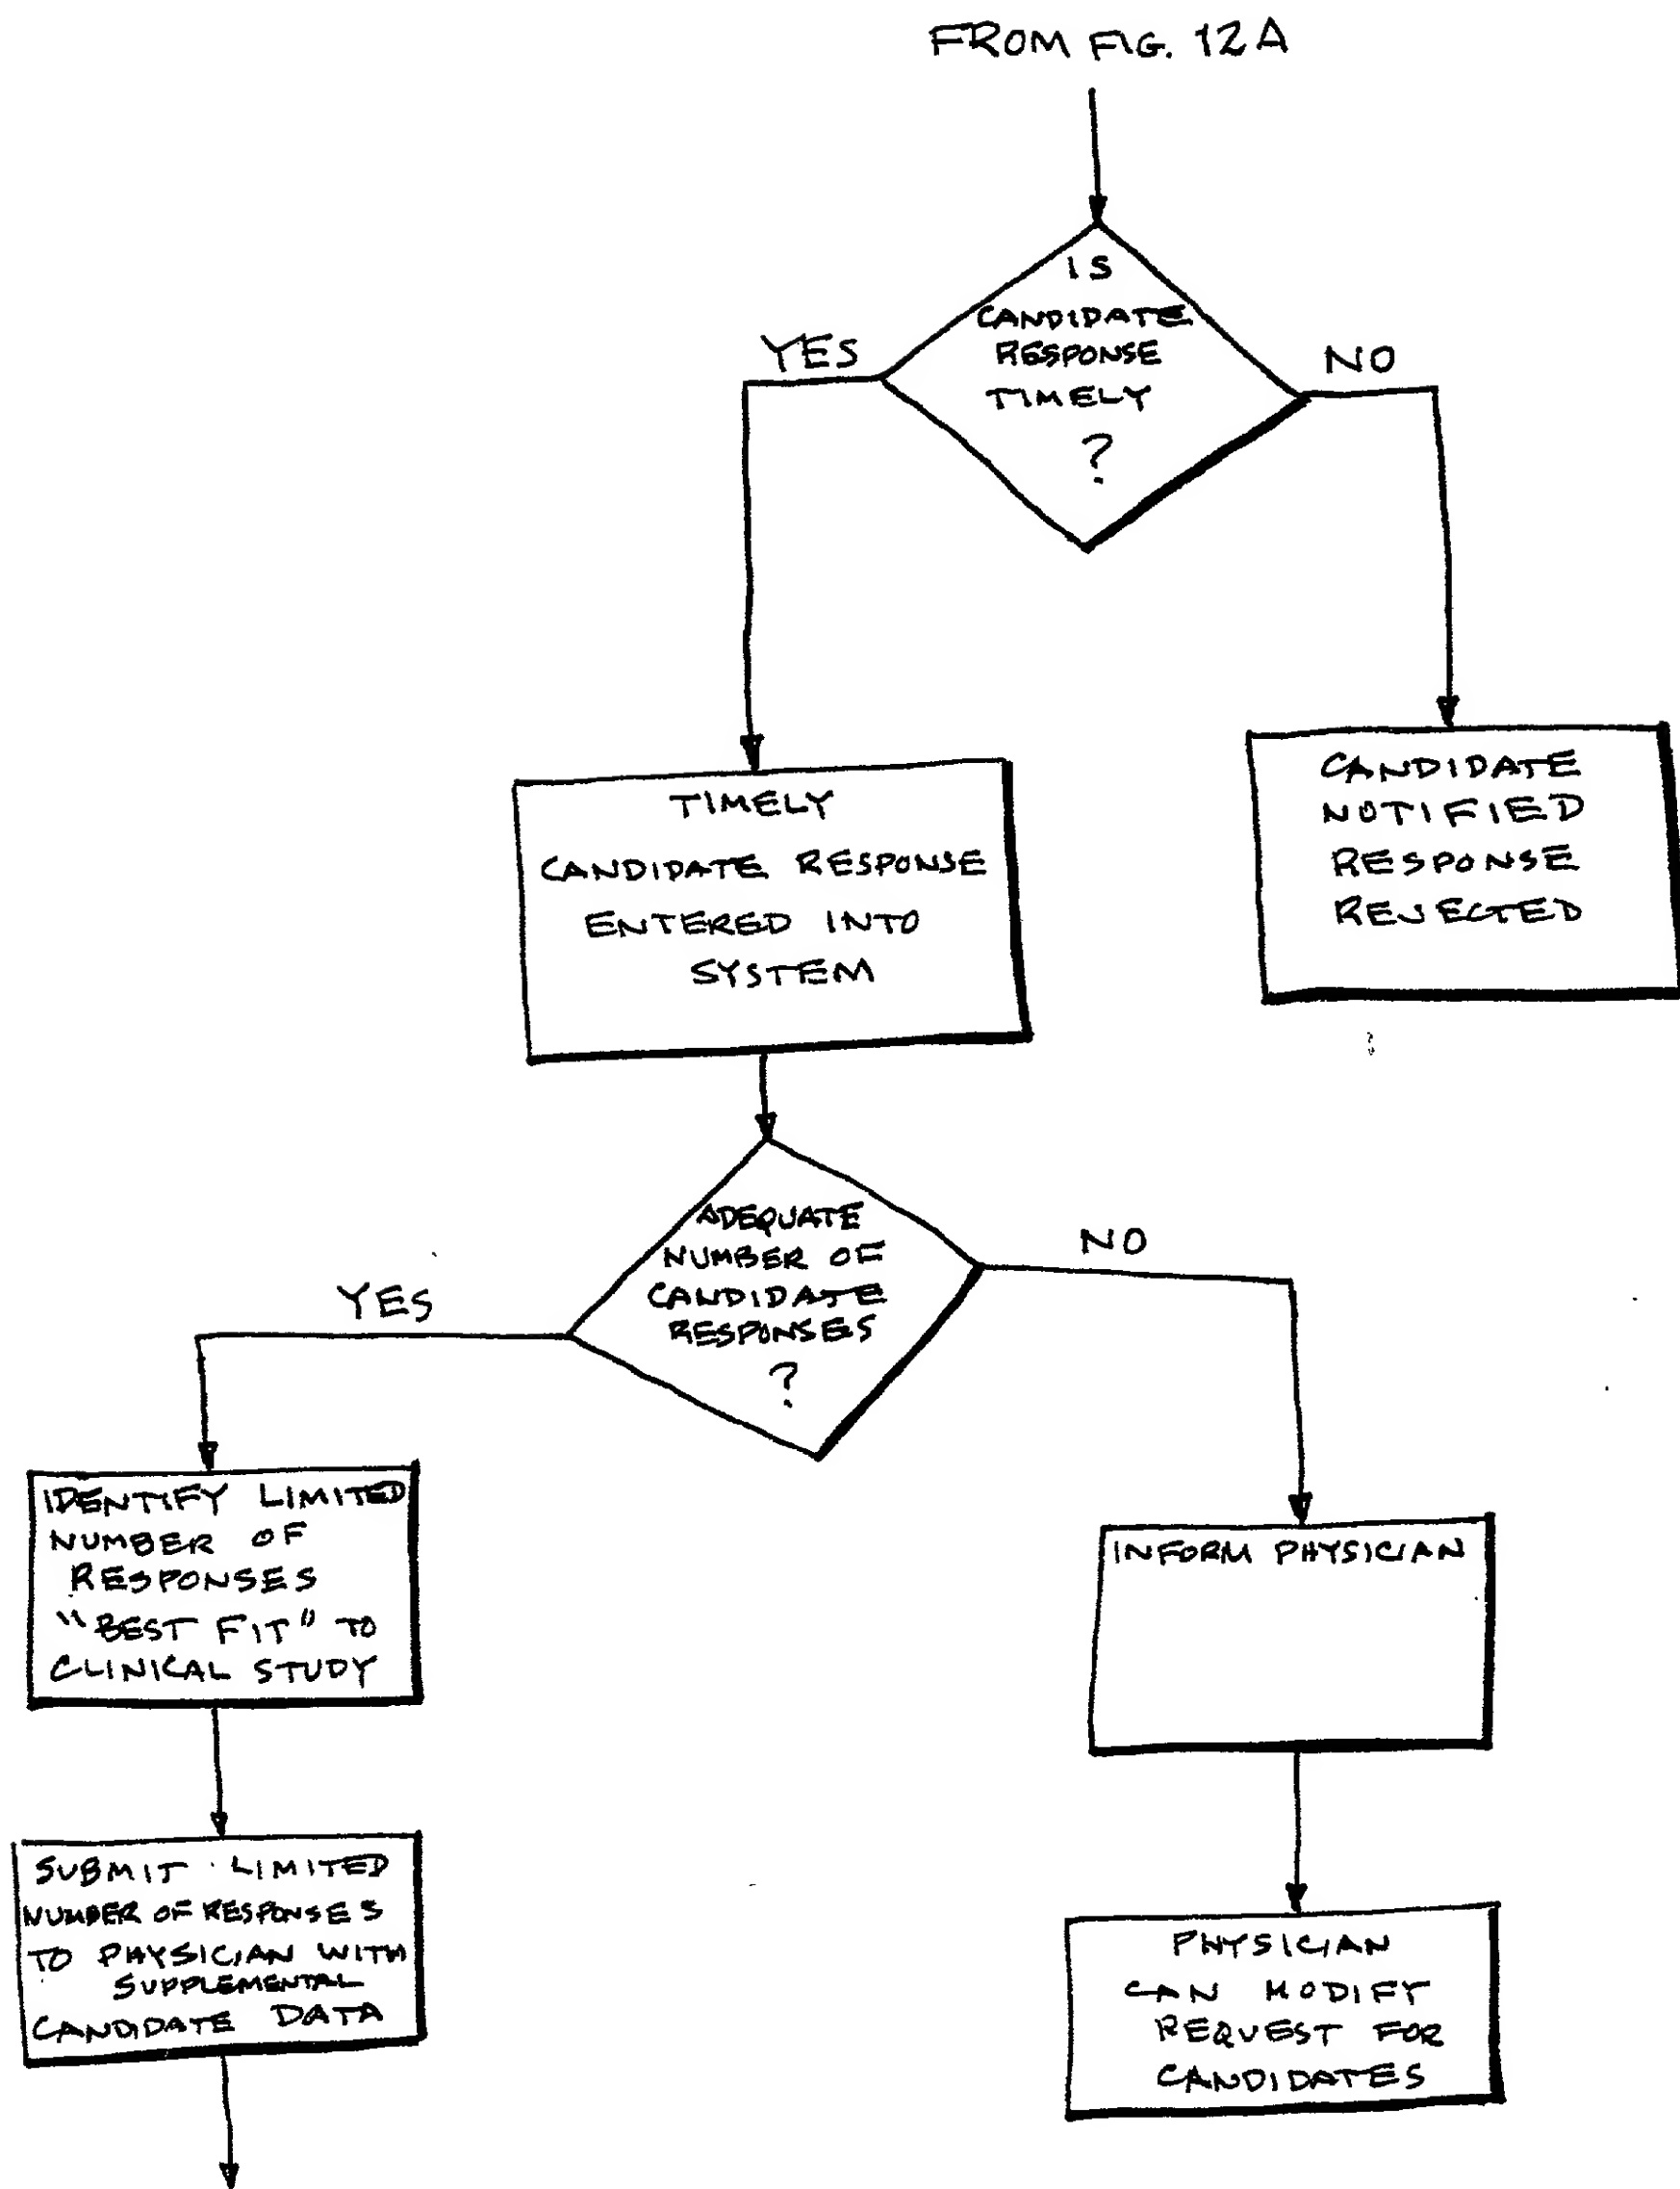 FROM FIG. 12A
IS
CANDIDATE
RESPONSE
TIMELY
?
YES
NO
TIMELY
CANDIDATE RESPONSE
ENTERED INTO
SYSTEM
CANDIDATE
NOTIFIED
RESPONSE
REJECTED
ADEQUATE
NUMBER OF
CANDIDATE
RESPONSES
?
YES
NO
IDENTIFY LIMITED
NUMBER OF
RESPONSES
"BEST FIT" TO
CLINICAL STUDY
INFORM PHYSICIAN
SUBMIT LIMITED
NUMBER OF RESPONSES
TO PHYSICIAN WITH
SUPPLEMENTAL
CANDIDATE DATA
PHYSICIAN
CAN MODIFY
REQUEST FOR
CANDIDATES